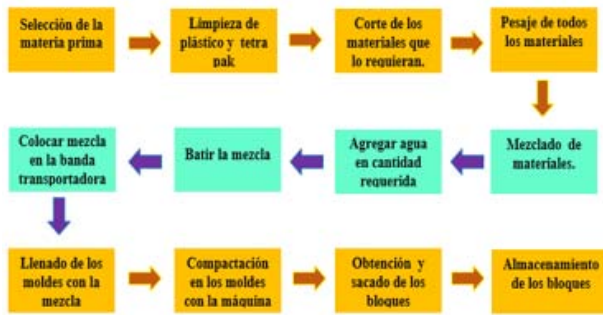 Selección de la
materia prima
Limpieza de
plástico y tetra
pak
Corte de los
materiales que
lo requieran.
Pesaje de todos
los materiales
Colocar mezcla
en la banda
transportadora
Batir la mezcla
Agregar agua
en cantidad
requerida
Mezclado de
materiales.
Llenado de los
moldes con la
mezcla
Compactación
en los moldes
con la máquina
Obtención y
sacado de los
bloques
Almacenamiento
de los bloques